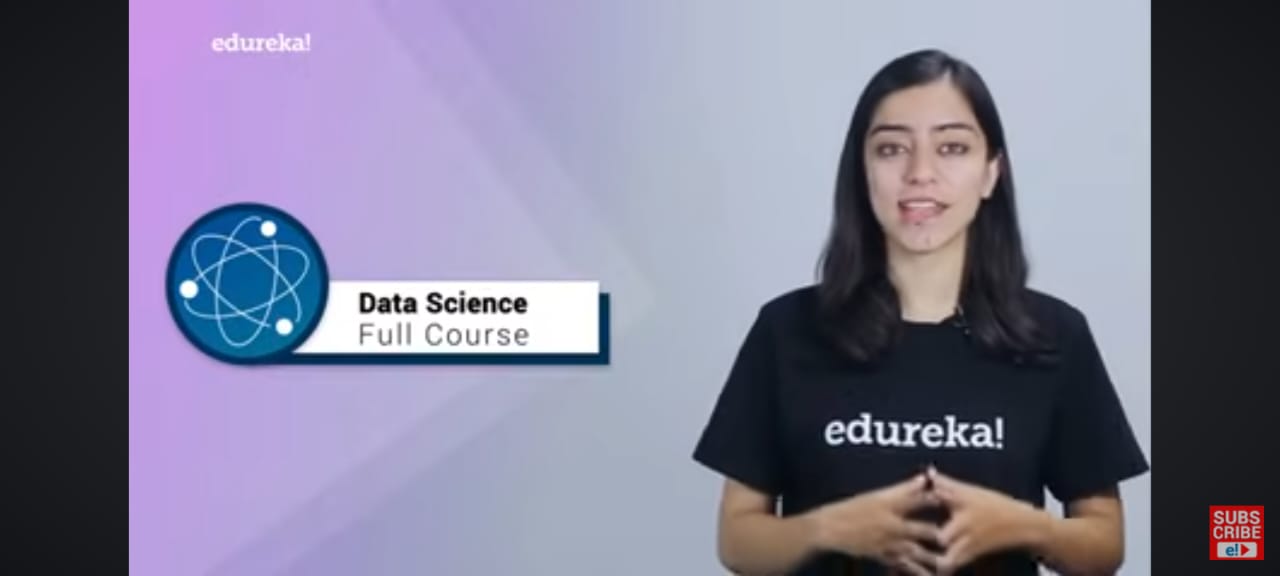 edureka!
Data Science
Full Course
edureka!
SUBS
CRIBE
e!